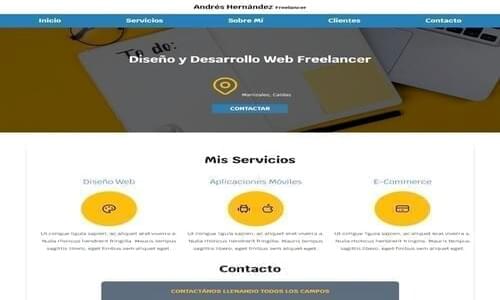 Andrés Hernández Freelancer
Inicio Servicios Sobre Mí Clientes Contacto
To do:
Diseño y Desarrollo Web Freelancer
Manizales, Caldas
CONTACTAR
Mis Servicios
Diseño Web Aplicaciones Móviles E-Commerce
Ut congue ligula sapien, ac aliquet erat viverra a. Ut congue ligula sapien, ac aliquet erat viverra a. Ut congue ligula sapien, ac aliquet erat viverra a.
Nulla rhoncus hendrerit fringilla. Mauris tempus Nulla rhoncus hendrerit fringilla. Mauris tempus Nulla rhoncus hendrerit fringilla. Mauris tempus
sagittis libero, eget finibus sem aliquet eget. sagittis libero, eget finibus sem aliquet eget. sagittis libero, eget finibus sem aliquet eget.
Contacto
CONTÁCTANOS LLENANDO TODOS LOS CAMPOS